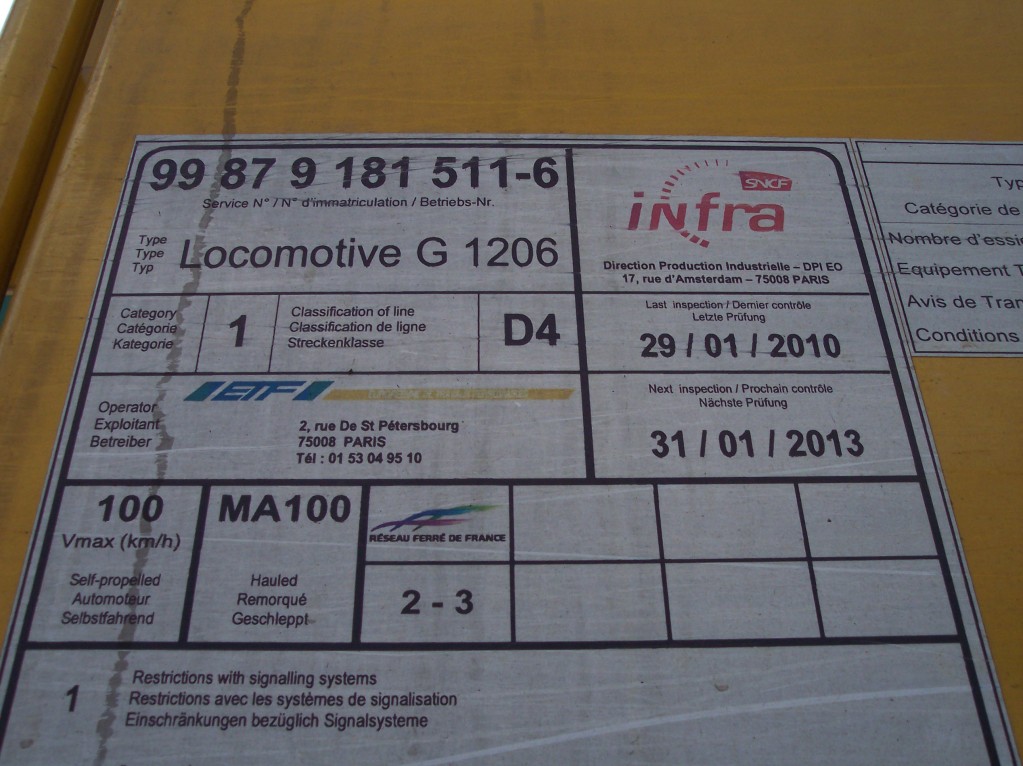 99 87 9 181 511-6
Service N° / N° d'immatriculation / Betriebs-Nr.
Type
Type
Typ
Locomotive G 1206
SNCF
infra
Direction Production Industrielle – DPI EO
17, rue d'Amsterdam – 75008 PARIS
Category
Catégorie
Kategorie
1
Classification of line
Classification de ligne
Streckenklasse
D4
Last inspection / Dernier contrôle
Letzte Prüfung
29 / 01 / 2010
Operator
Exploitant
Betreiber
ETF
2, rue De St Pétersbourg
75008 PARIS
Tél : 01 53 04 95 10
Next inspection / Prochain contrôle
Nächste Prüfung
31 / 01 / 2013
100
Vmax (km/h)
Self-propelled
Automoteur
Selbstfahrend
MA100
Hauled
Remorqué
Geschleppt
RÉSEAU FERRÉ DE FRANCE
2 - 3
1
Restrictions with signalling systems
Restrictions avec les systèmes de signalisation
Einschränkungen bezüglich Signalsysteme
Typ
Catégorie de
Nombre d'essi
Equipement T
Avis de Tran
Conditions